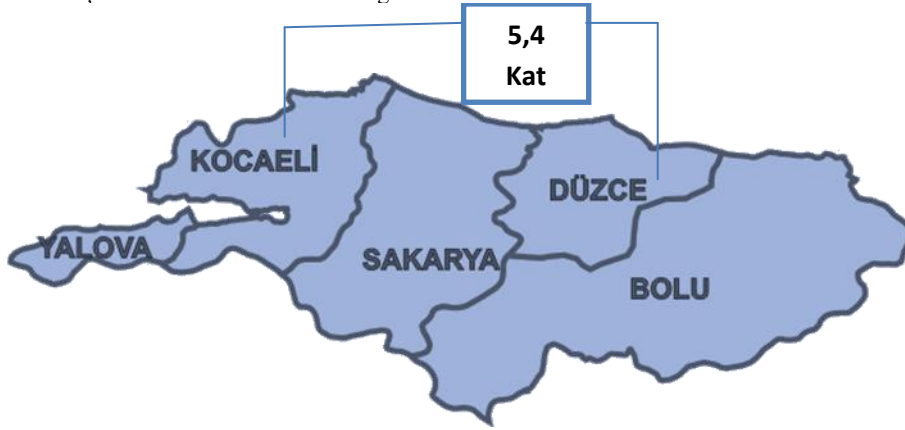 5,4
Kat
KOCAELİ
DÜZCE
YALOVA
SAKARYA
BOLU